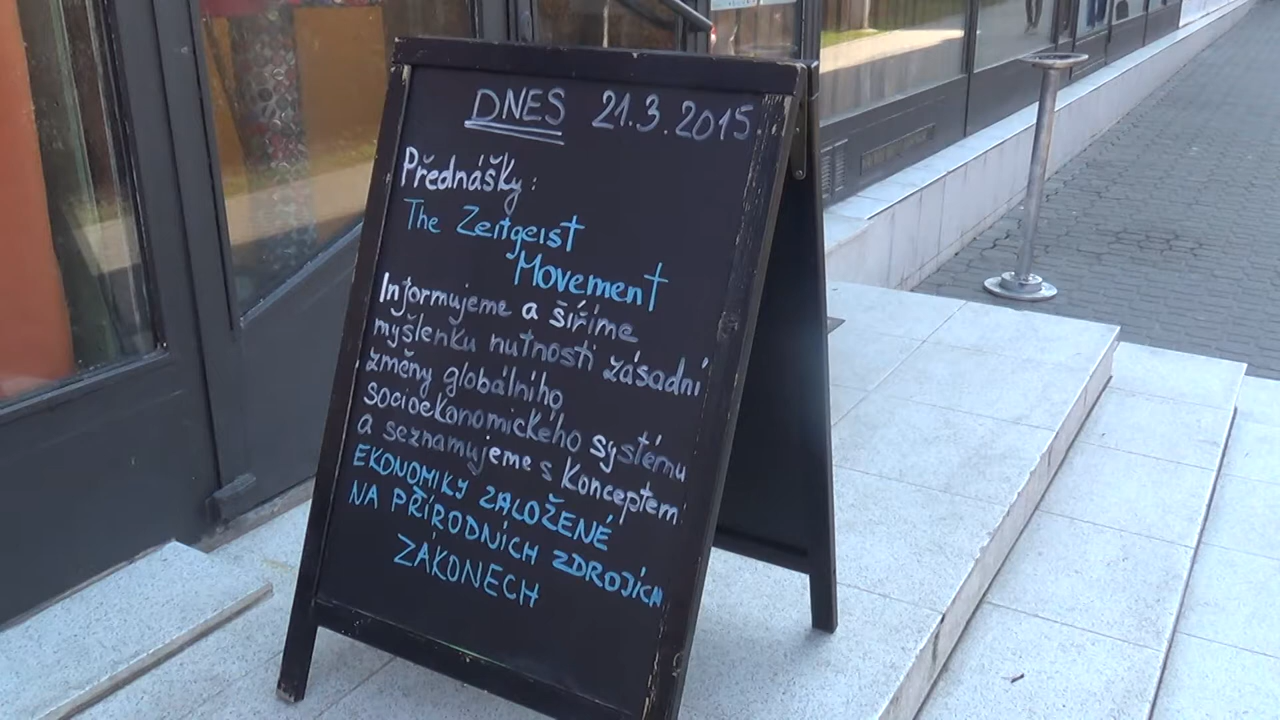 DNES 21.3.2015
Přednášky:
The Zeitgeist
Movement
Informujeme a šíříme
myšlenku nutnosti zásadní
změny globálního
socioekonomického systému
a seznamujeme s Konceptem
EKONOMIKY ZALOŽENÉ
NA PŘÍRODNÍCH ZDROJÍCH
ZÁKONECH